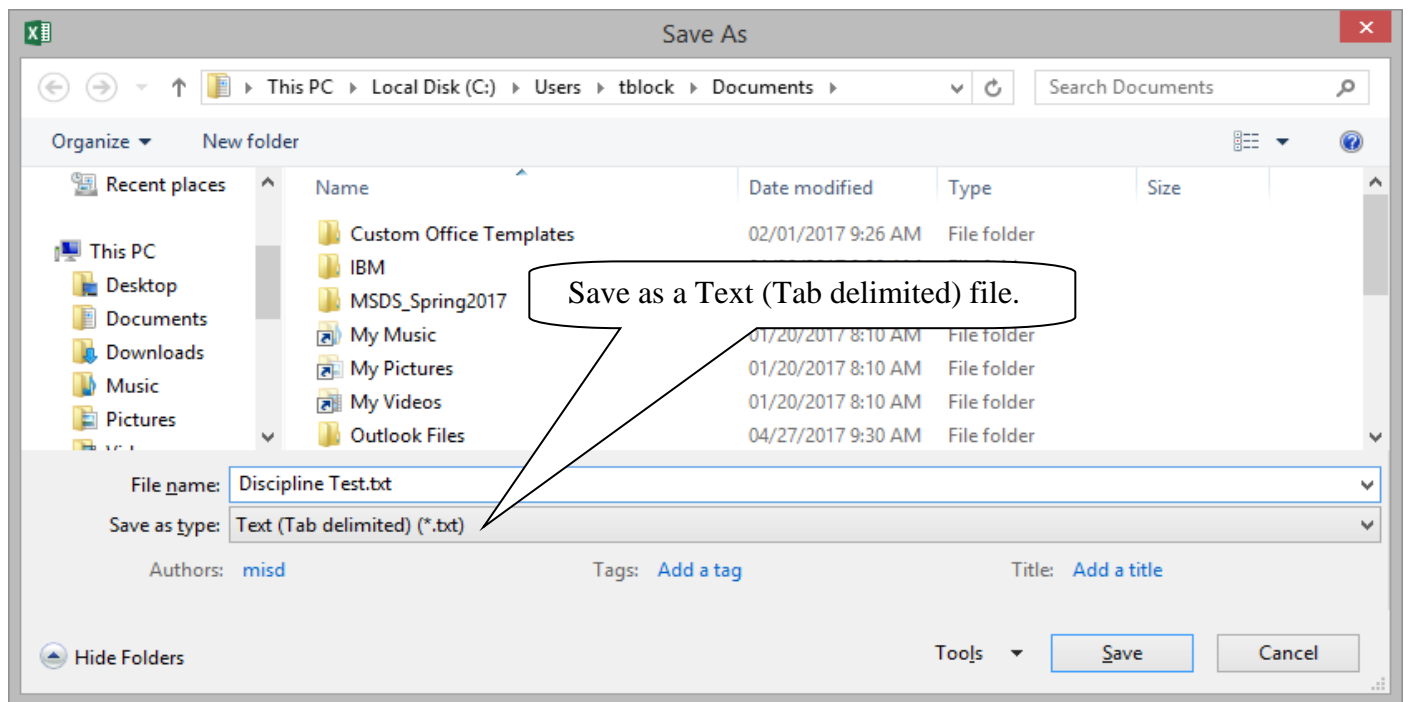 Save As
This PC Local Disk (C:) Users tblock Documents Search Documents
Organize New folder
Recent places
This PC
Desktop
Documents
Downloads
Music
Pictures
Name Date modified Type Size
Custom Office Templates 02/01/2017 9:26 AM File folder
IBM
MSDS_Spring2017
My Music 01/20/2017 8:10 AM File folder
My Pictures 01/20/2017 8:10 AM File folder
My Videos 01/20/2017 8:10 AM File folder
Outlook Files 04/27/2017 9:30 AM File folder
Save as a Text (Tab delimited) file.
File name: Discipline Test.txt
Save as type: Text (Tab delimited) (*.txt)
Authors: misd Tags: Add a tag Title: Add a title
Hide Folders Tools Save Cancel